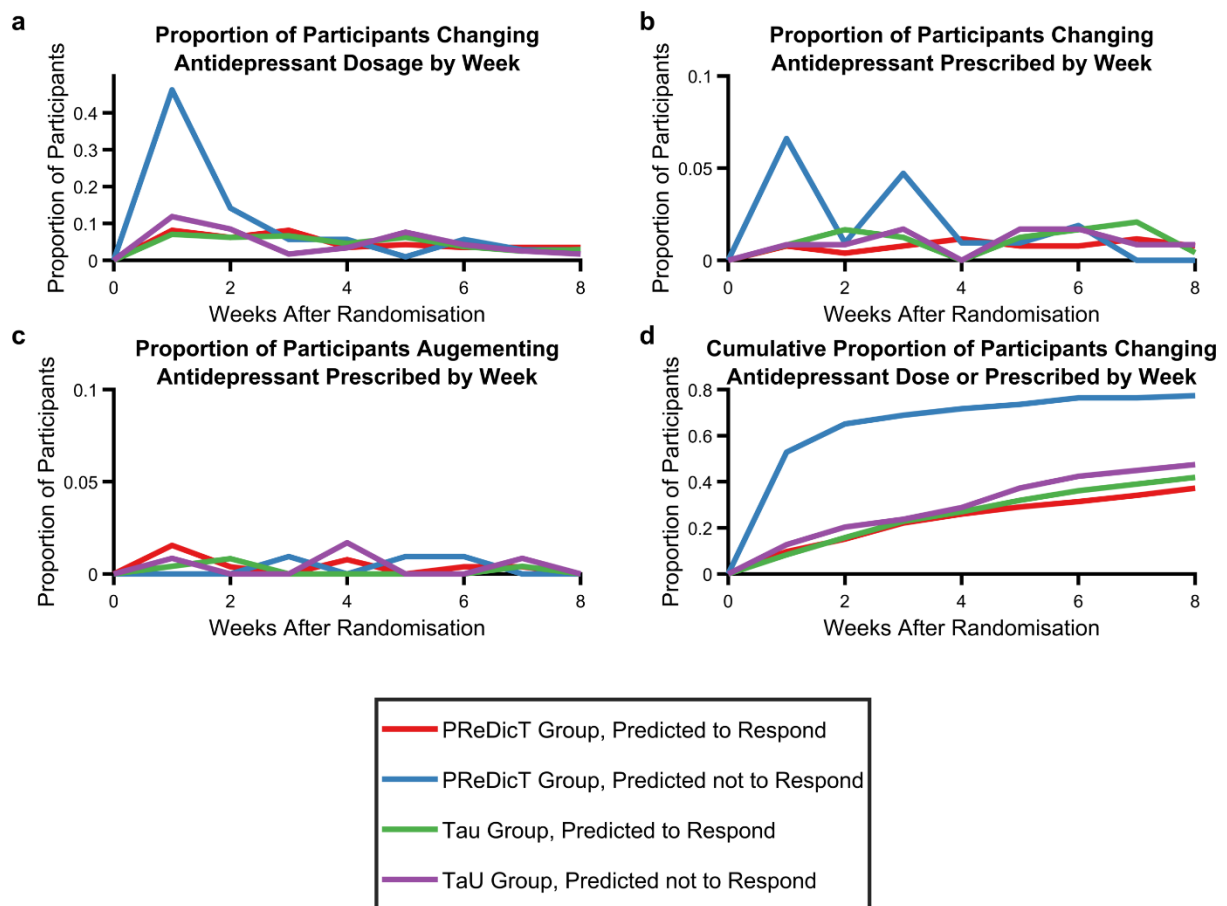 a
Proportion of Participants Changing
Antidepressant Dosage by Week
Proportion of Participants
0.4
0.3
0.2
0.1
0
0 2 4 6 8
Weeks After Randomisation
b
Proportion of Participants Changing
Antidepressant Prescribed by Week
Proportion of Participants
0.1
0.05
0
0 2 4 6 8
Weeks After Randomisation
c
Proportion of Participants Augementing
Antidepressant Prescribed by Week
Proportion of Participants
0.1
0.05
0
0 2 4 6 8
Weeks After Randomisation
d
Cumulative Proportion of Participants Changing
Antidepressant Dose or Prescribed by Week
Proportion of Participants
0.8
0.6
0.4
0.2
0
0 2 4 6 8
Weeks After Randomisation
PReDicT Group, Predicted to Respond
PReDicT Group, Predicted not to Respond
Tau Group, Predicted to Respond
TaU Group, Predicted not to Respond